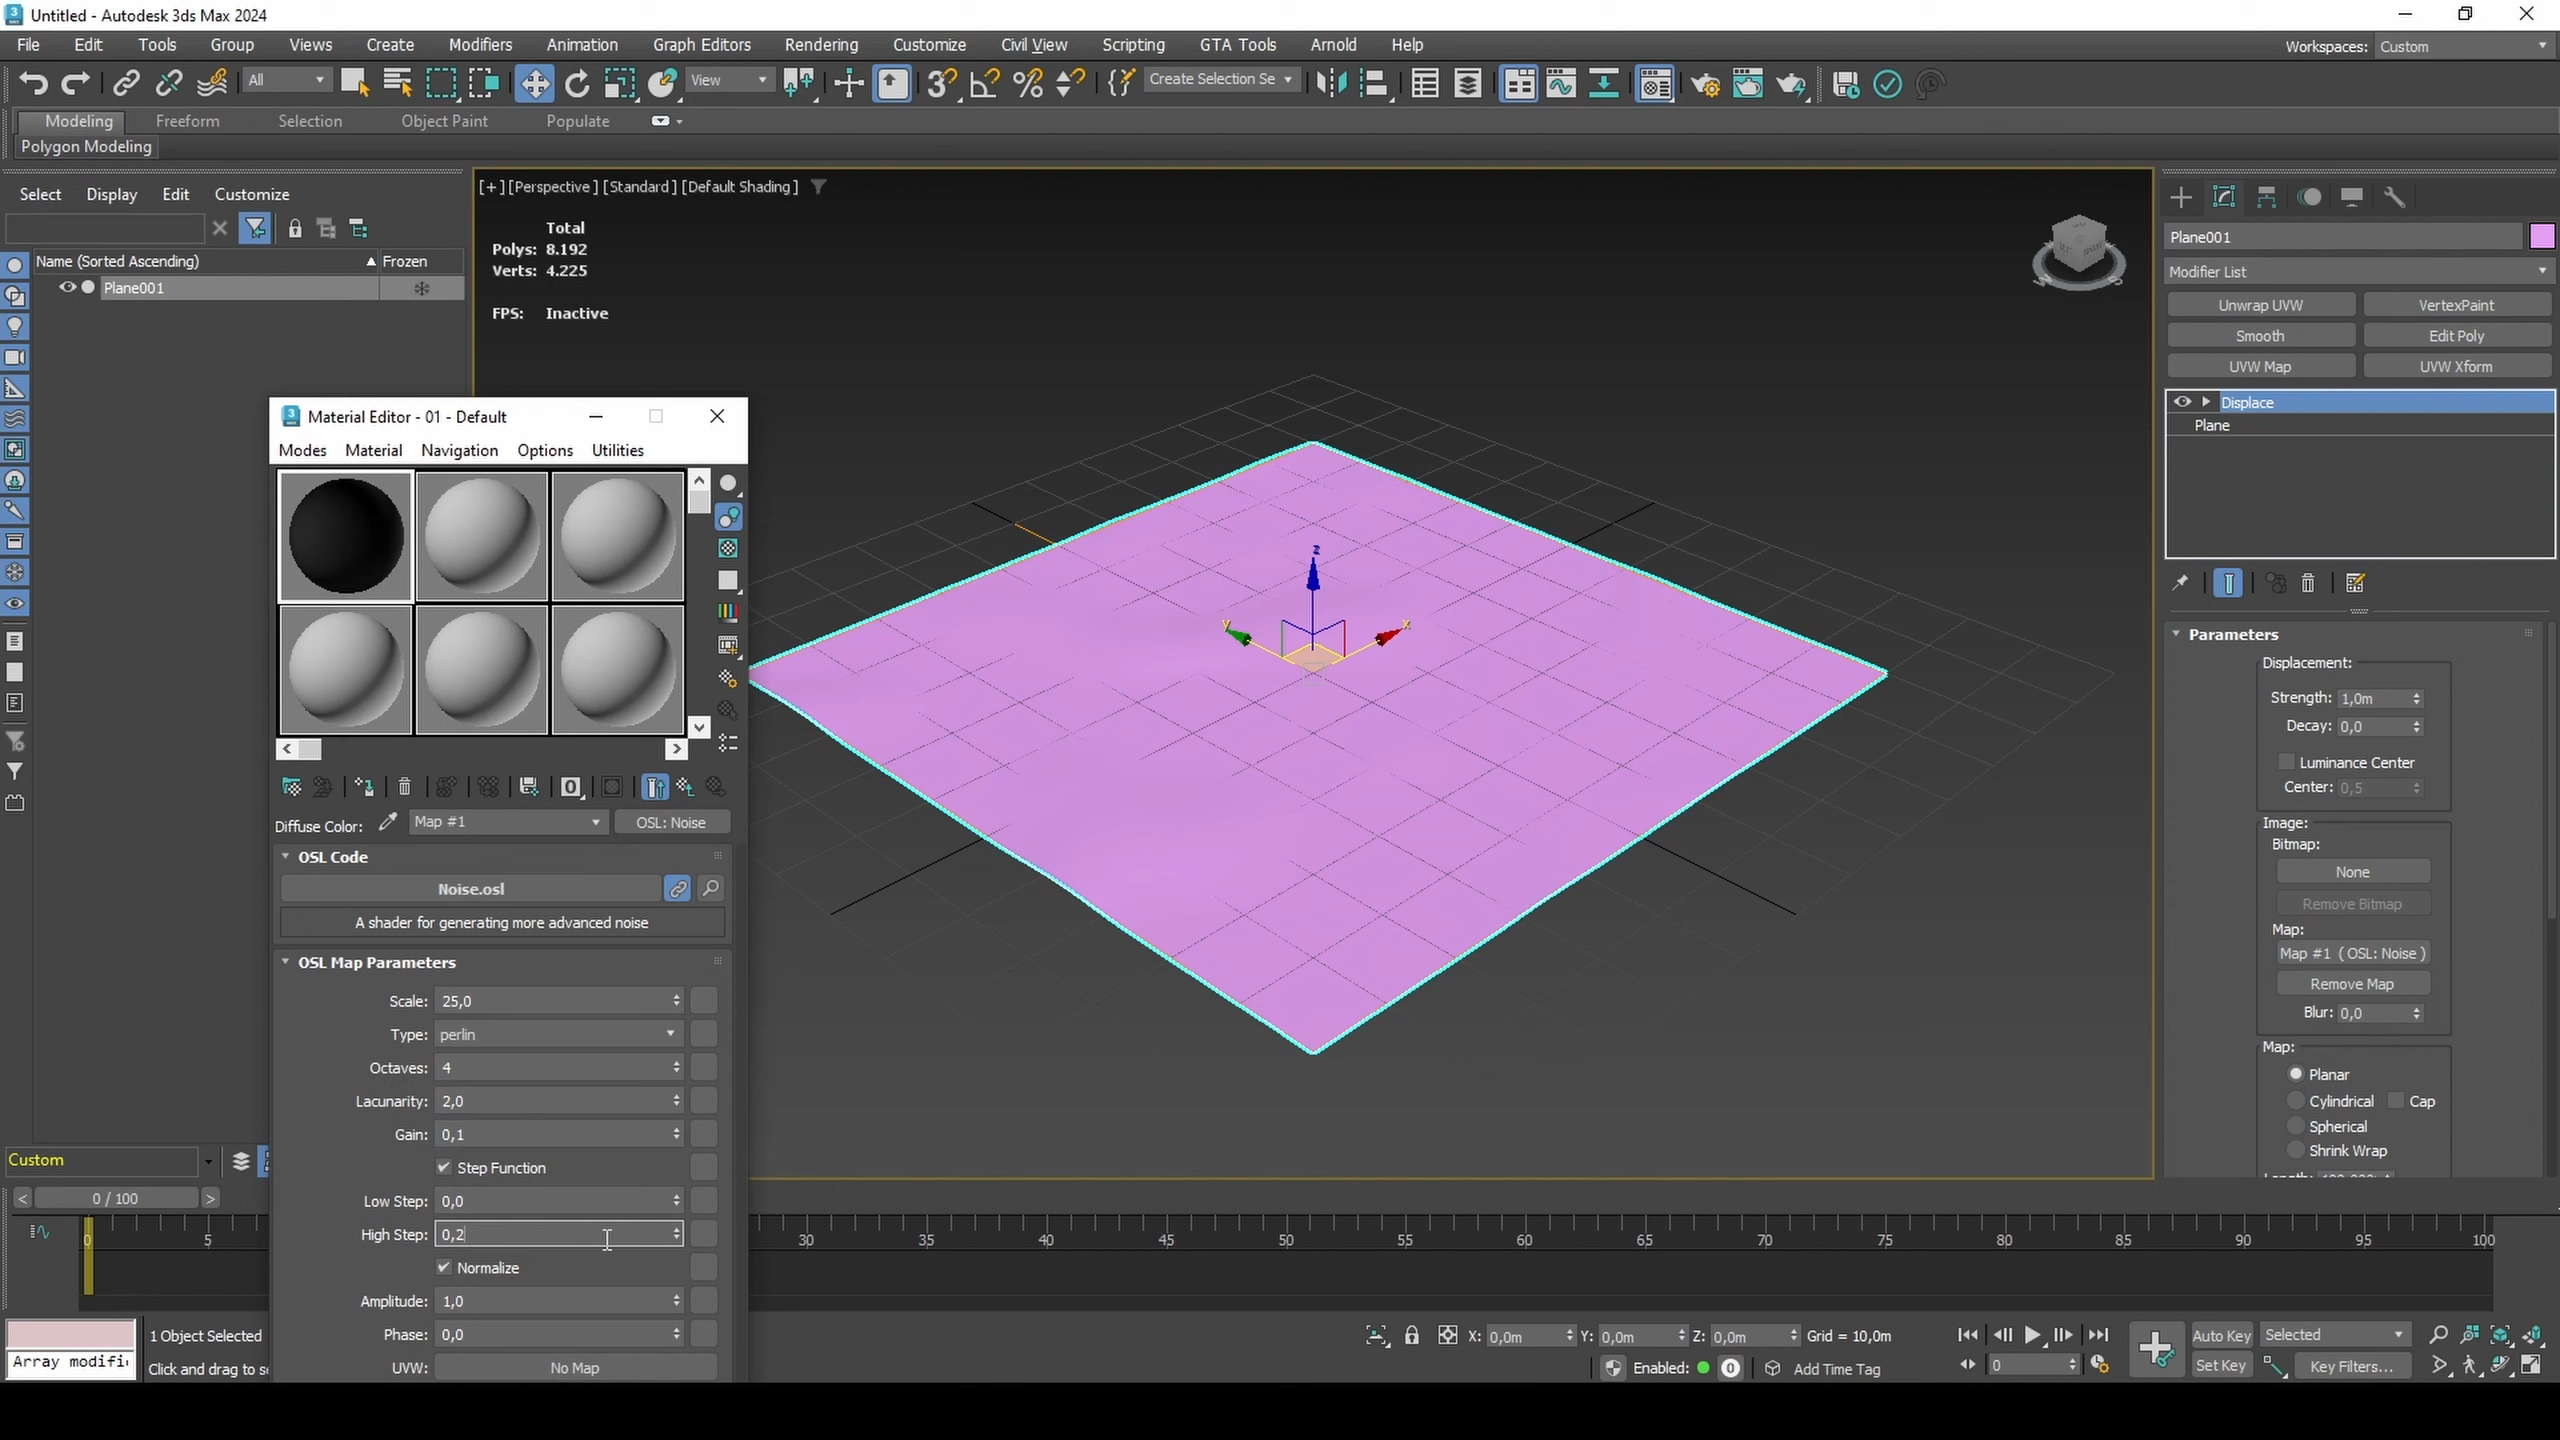 Untitled - Autodesk 3ds Max 2024
File Edit Tools Group Views Create Modifiers Animation Graph Editors Rendering Customize Civil View Scripting GTA Tools Arnold Help Workspaces: Custom
All View Create Selection Se
Modeling Freeform Selection Object Paint Populate
Polygon Modeling
Select Display Edit Customize
[+] [Perspective] [Standard] [Default Shading]
Name (Sorted Ascending) Frozen
Plane001
Total
Polys: 8.192
Verts: 4.225
FPS: Inactive
Material Editor - 01 - Default
Modes Material Navigation Options Utilities
Diffuse Color: Map #1 OSL: Noise
OSL Code
Noise.osl
A shader for generating more advanced noise
OSL Map Parameters
Scale: 25,0
Type: perlin
Octaves: 4
Lacunarity: 2,0
Gain: 0,1
Step Function
Low Step: 0,0
High Step: 0,2
Normalize
Amplitude: 1,0
Phase: 0,0
UVW: No Map
z
y
x
Plane001
Modifier List
Unwrap UVW VertexPaint
Smooth Edit Poly
UVW Map UVW Xform
Displace
Plane
Parameters
Displacement:
Strength: 1,0m
Decay: 0,0
Luminance Center
Center: 0,5
Image:
Bitmap:
None
Remove Bitmap
Map:
Map #1 ( OSL: Noise )
Remove Map
Blur: 0,0
Map:
Planar
Cylindrical Cap
Spherical
Shrink Wrap
Custom
0 / 100
0 5 30 35 40 45 50 55 60 65 70 75 80 85 90 95 100
1 Object Selected
Array modifi
Click and drag to se
X: 0,0m Y: 0,0m Z: 0,0m Grid = 10,0m
Enabled: 0 Add Time Tag
0
Auto Key Selected
Set Key Key Filters...